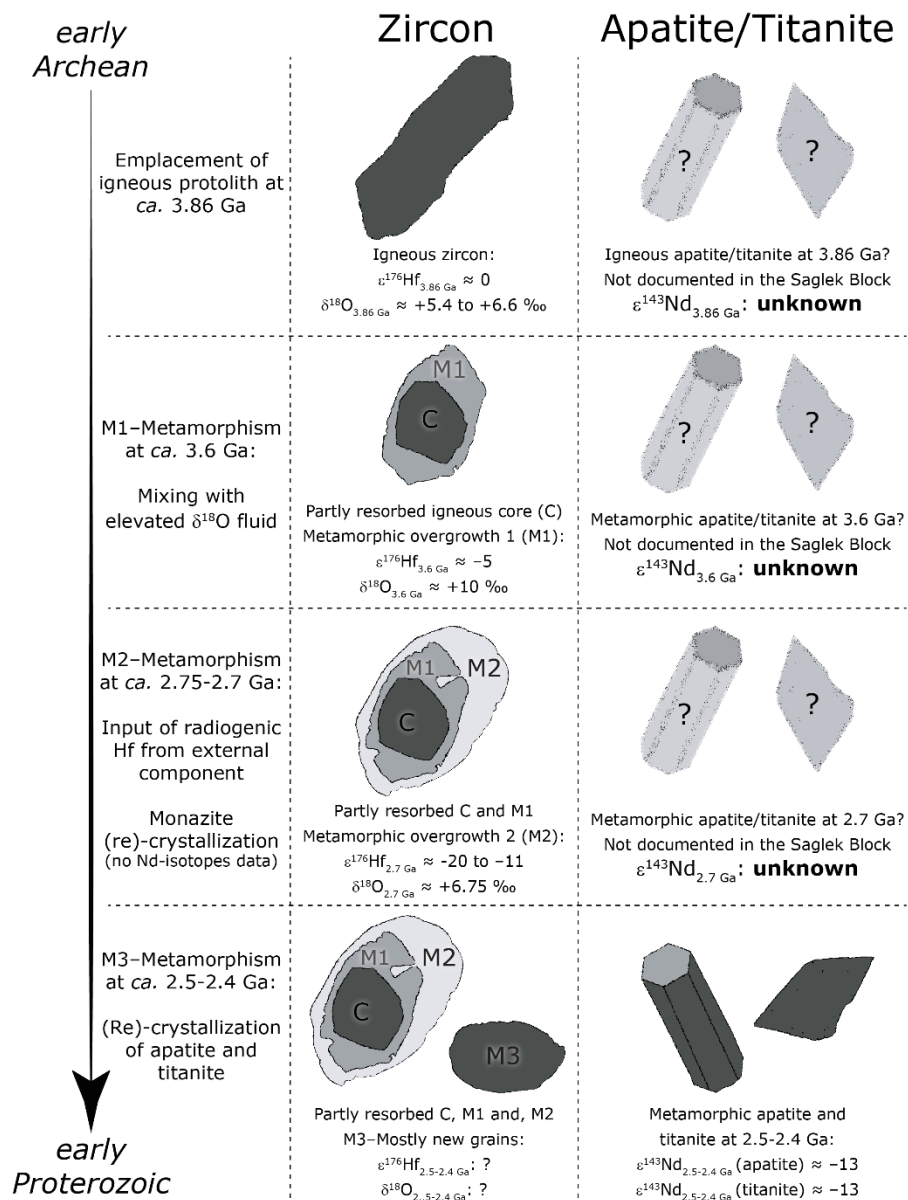 early
Archean
Zircon
Apatite/Titanite
Emplacement of
igneous protolith at
ca. 3.86 Ga
?
?
Igneous zircon:
ε¹⁷⁶Hf₃.₈₆ Ga ≈ 0
δ¹⁸O₃.₈₆ Ga ≈ +5.4 to +6.6 ‰
Igneous apatite/titanite at 3.86 Ga?
Not documented in the Saglek Block
ε¹⁴³Nd₃.₈₆ Ga: unknown
M1–Metamorphism
at ca. 3.6 Ga:
Mixing with
elevated δ¹⁸O fluid
M1
C
?
?
Partly resorbed igneous core (C)
Metamorphic overgrowth 1 (M1):
ε¹⁷⁶Hf₃.₆ Ga ≈ –5
δ¹⁸O₃.₆ Ga ≈ +10 ‰
Metamorphic apatite/titanite at 3.6 Ga?
Not documented in the Saglek Block
ε¹⁴³Nd₃.₆ Ga: unknown
M2–Metamorphism
at ca. 2.75-2.7 Ga:
Input of radiogenic
Hf from external
component
Monazite
(re)-crystallization
(no Nd-isotopes data)
M1
M2
C
?
?
Partly resorbed C and M1
Metamorphic overgrowth 2 (M2):
ε¹⁷⁶Hf₂.₇ Ga ≈ -20 to –11
δ¹⁸O₂.₇ Ga ≈ +6.75 ‰
Metamorphic apatite/titanite at 2.7 Ga?
Not documented in the Saglek Block
ε¹⁴³Nd₂.₇ Ga: unknown
M3–Metamorphism
at ca. 2.5-2.4 Ga:
(Re)-crystallization
of apatite and
titanite
M1
M2
C
M3
Partly resorbed C, M1 and, M2
M3–Mostly new grains:
ε¹⁷⁶Hf₂.₅₋₂.₄ Ga: ?
δ¹⁸O₂..₅₋₂.₄ Ga: ?
Metamorphic apatite and
titanite at 2.5-2.4 Ga:
ε¹⁴³Nd₂.₅₋₂.₄ Ga (apatite) ≈ –13
ε¹⁴³Nd₂.₅₋₂.₄ Ga (titanite) ≈ –13
early
Proterozoic